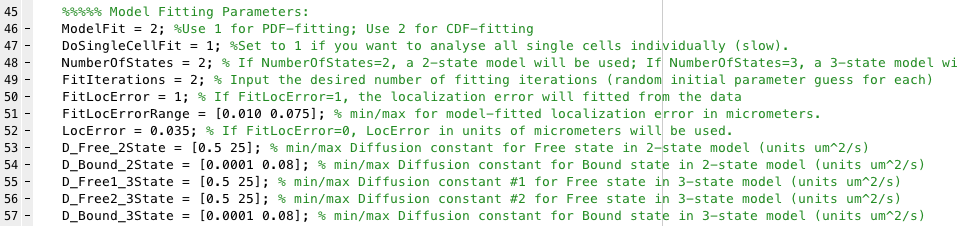 45 %%%%% Model Fitting Parameters:
46 - ModelFit = 2; %Use 1 for PDF-fitting; Use 2 for CDF-fitting
47 - DoSingleCellFit = 1; %Set to 1 if you want to analyse all single cells individually (slow).
48 - NumberOfStates = 2; % If NumberOfStates=2, a 2-state model will be used; If NumberOfStates=3, a 3-state model wi
49 - FitIterations = 2; % Input the desired number of fitting iterations (random initial parameter guess for each)
50 - FitLocError = 1; % If FitLocError=1, the localization error will fitted from the data
51 - FitLocErrorRange = [0.010 0.075]; % min/max for model-fitted localization error in micrometers.
52 - LocError = 0.035; % If FitLocError=0, LocError in units of micrometers will be used.
53 - D_Free_2State = [0.5 25]; % min/max Diffusion constant for Free state in 2-state model (units um^2/s)
54 - D_Bound_2State = [0.0001 0.08]; % min/max Diffusion constant for Bound state in 2-state model (units um^2/s)
55 - D_Free1_3State = [0.5 25]; % min/max Diffusion constant #1 for Free state in 3-state model (units um^2/s)
56 - D_Free2_3State = [0.5 25]; % min/max Diffusion constant #2 for Free state in 3-state model (units um^2/s)
57 - D_Bound_3State = [0.0001 0.08]; % min/max Diffusion constant for Bound state in 3-state model (units um^2/s)